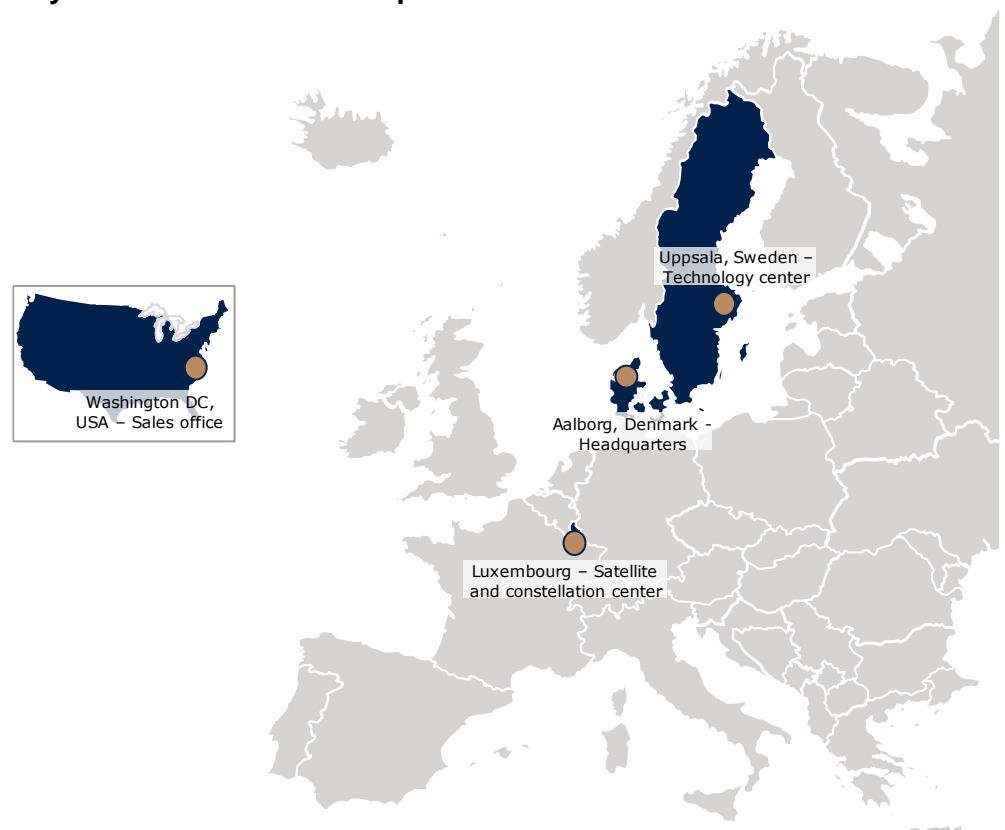 Uppsala, Sweden –
Technology center
Washington DC,
USA – Sales office
Aalborg, Denmark -
Headquarters
Luxembourg – Satellite
and constellation center